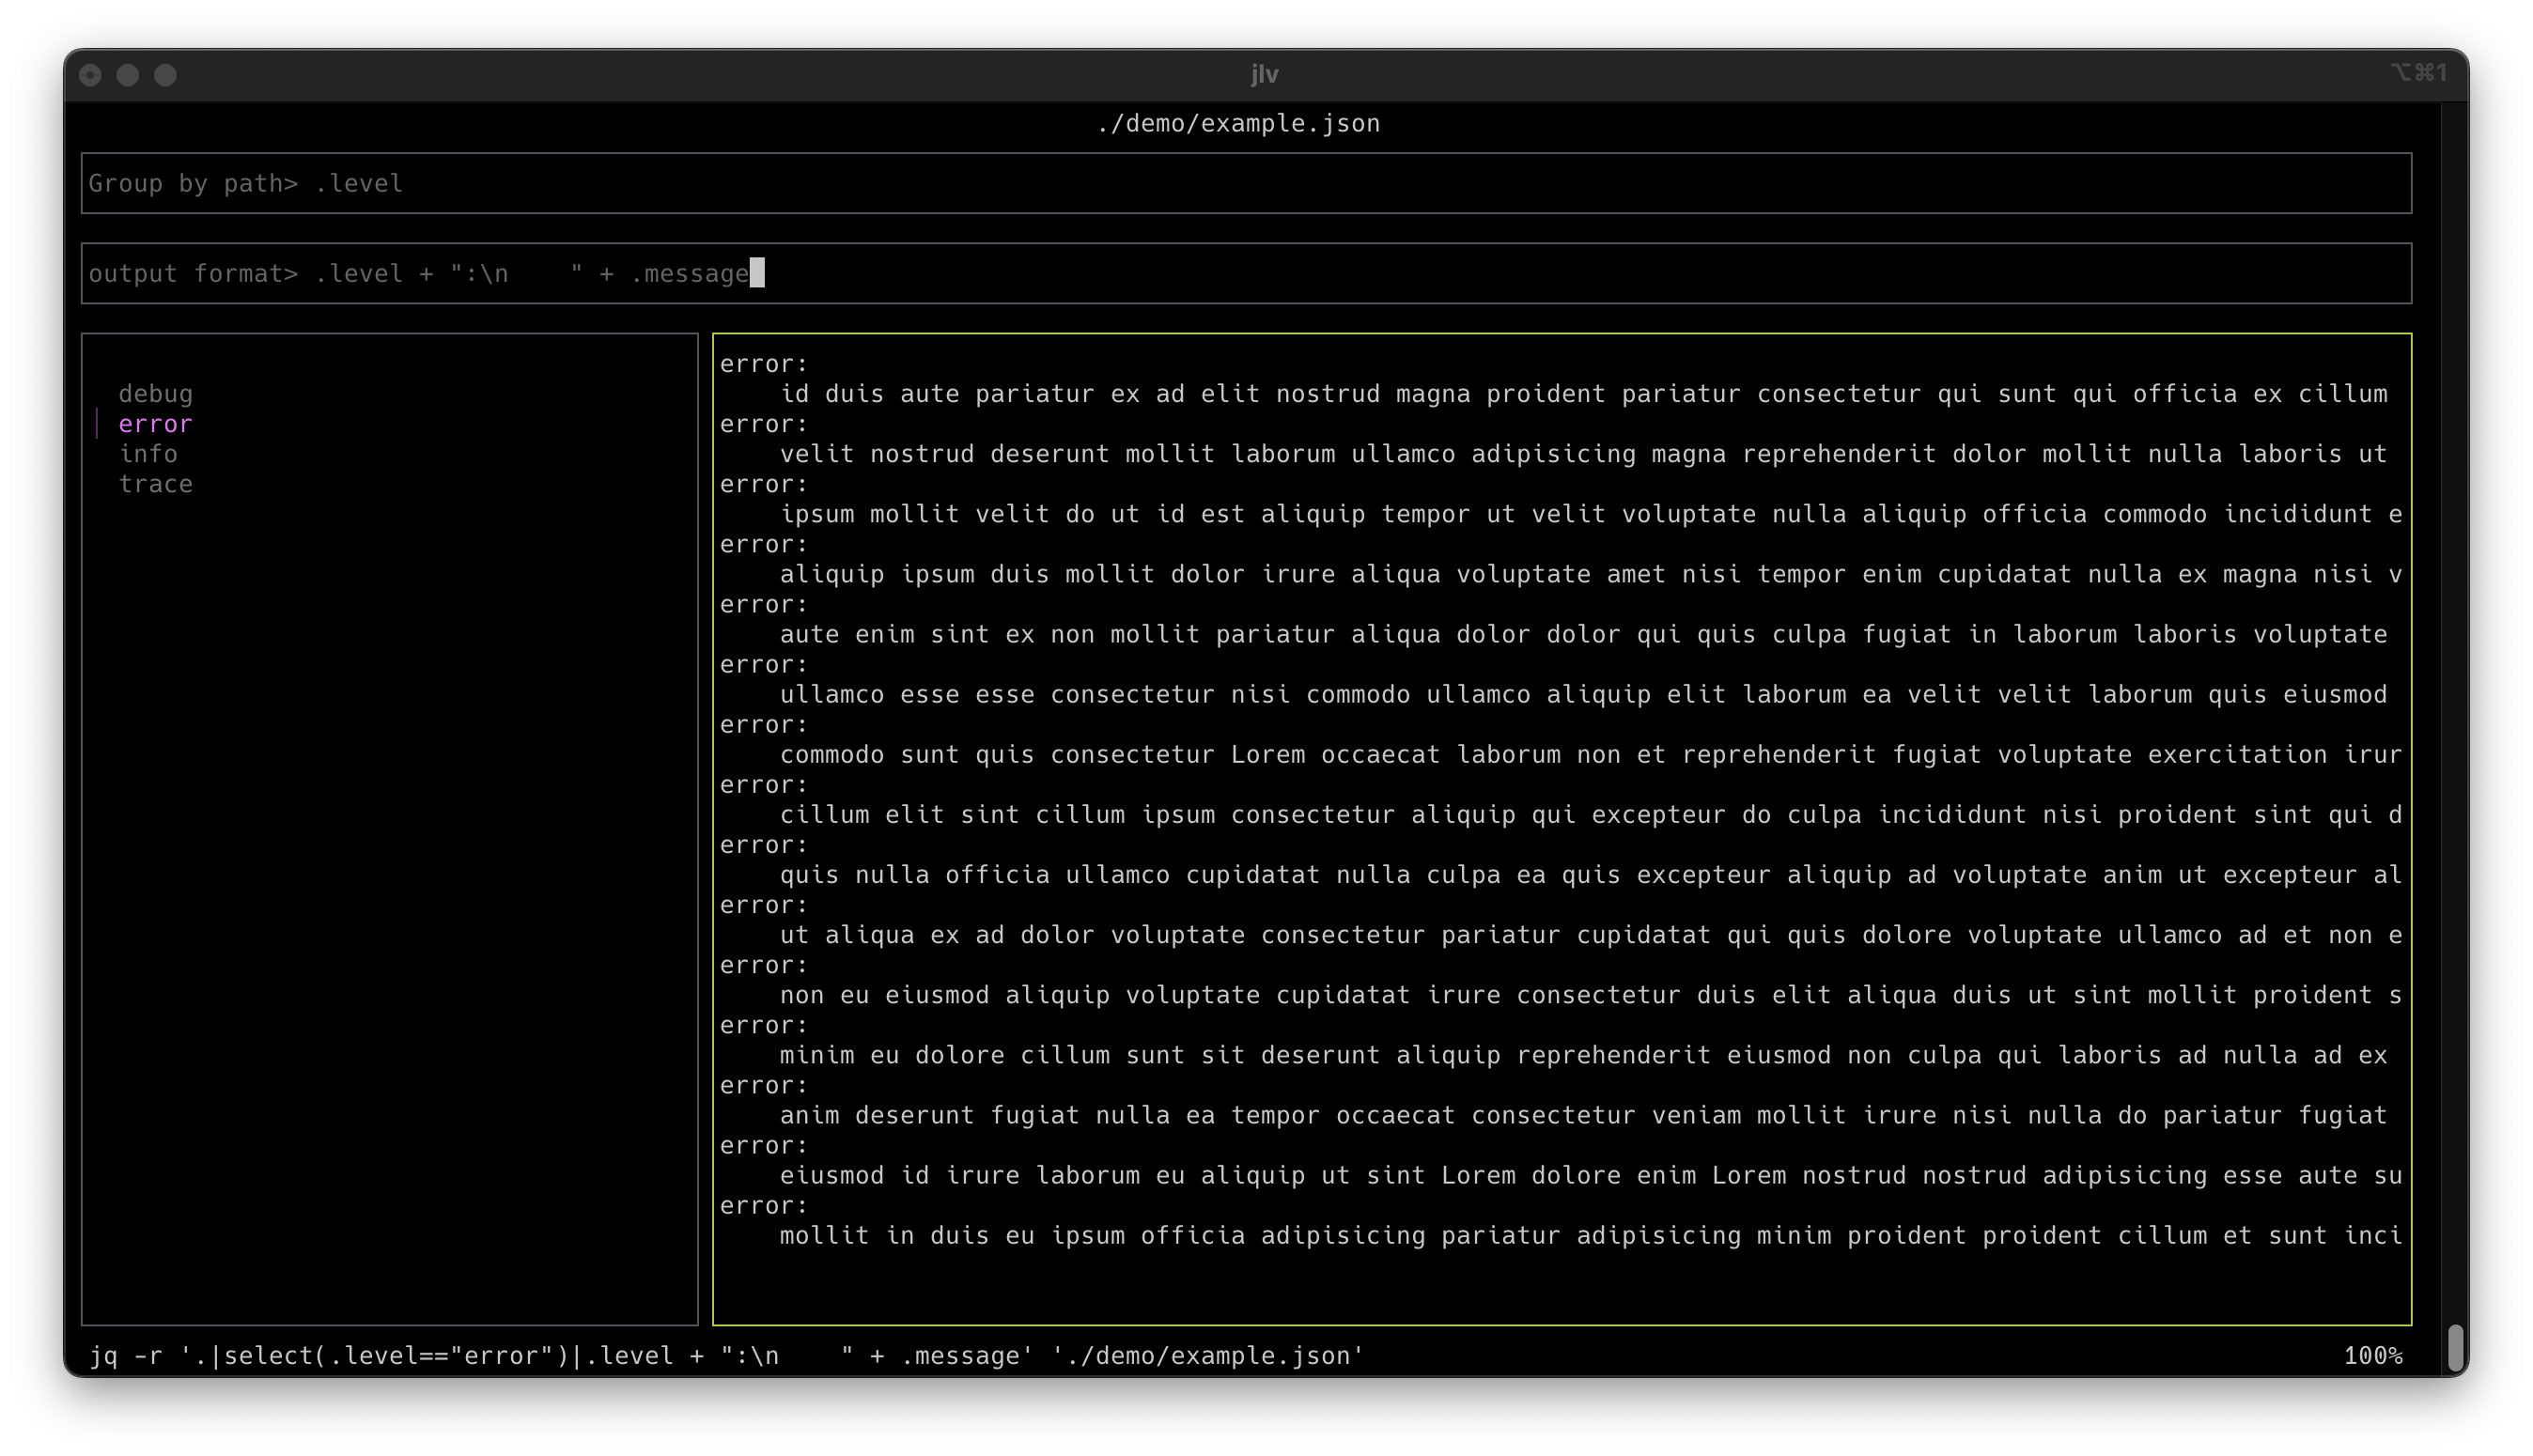 jlv
⌥⌘1
./demo/example.json
Group by path> .level
output format> .level + ":\n    " + .message
debug
error
info
trace
error:
    id duis aute pariatur ex ad elit nostrud magna proident pariatur consectetur qui sunt qui officia ex cillum
error:
    velit nostrud deserunt mollit laborum ullamco adipisicing magna reprehenderit dolor mollit nulla laboris ut
error:
    ipsum mollit velit do ut id est aliquip tempor ut velit voluptate nulla aliquip officia commodo incididunt e
error:
    aliquip ipsum duis mollit dolor irure aliqua voluptate amet nisi tempor enim cupidatat nulla ex magna nisi v
error:
    aute enim sint ex non mollit pariatur aliqua dolor dolor qui quis culpa fugiat in laborum laboris voluptate
error:
    ullamco esse esse consectetur nisi commodo ullamco aliquip elit laborum ea velit velit laborum quis eiusmod
error:
    commodo sunt quis consectetur Lorem occaecat laborum non et reprehenderit fugiat voluptate exercitation irur
error:
    cillum elit sint cillum ipsum consectetur aliquip qui excepteur do culpa incididunt nisi proident sint qui d
error:
    quis nulla officia ullamco cupidatat nulla culpa ea quis excepteur aliquip ad voluptate anim ut excepteur al
error:
    ut aliqua ex ad dolor voluptate consectetur pariatur cupidatat qui quis dolore voluptate ullamco ad et non e
error:
    non eu eiusmod aliquip voluptate cupidatat irure consectetur duis elit aliqua duis ut sint mollit proident s
error:
    minim eu dolore cillum sunt sit deserunt aliquip reprehenderit eiusmod non culpa qui laboris ad nulla ad ex
error:
    anim deserunt fugiat nulla ea tempor occaecat consectetur veniam mollit irure nisi nulla do pariatur fugiat
error:
    eiusmod id irure laborum eu aliquip ut sint Lorem dolore enim Lorem nostrud nostrud adipisicing esse aute su
error:
    mollit in duis eu ipsum officia adipisicing pariatur adipisicing minim proident proident cillum et sunt inci
jq -r '.|select(.level=="error")|.level + ":\n    " + .message' './demo/example.json'
100%